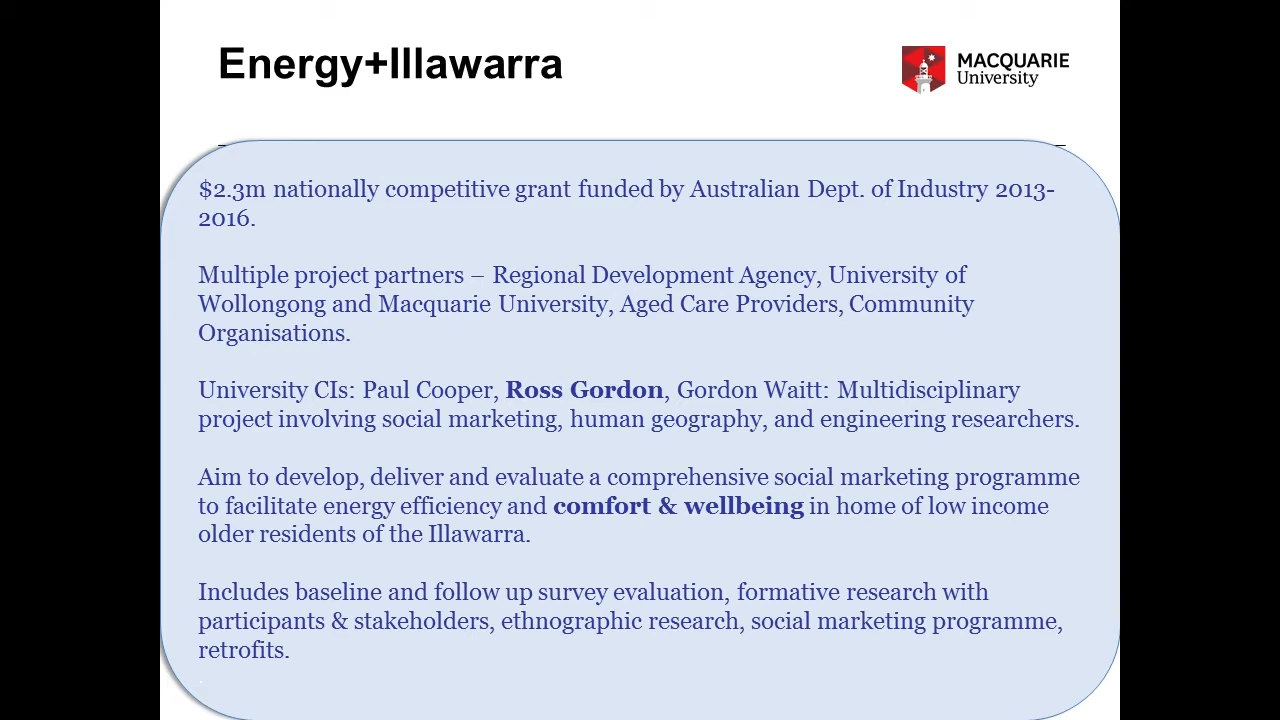 Energy+Illawarra
MACQUARIE
University
$2.3m nationally competitive grant funded by Australian Dept. of Industry 2013-
2016.
Multiple project partners – Regional Development Agency, University of
Wollongong and Macquarie University, Aged Care Providers, Community
Organisations.
University CIs: Paul Cooper, Ross Gordon, Gordon Waitt: Multidisciplinary
project involving social marketing, human geography, and engineering researchers.
Aim to develop, deliver and evaluate a comprehensive social marketing programme
to facilitate energy efficiency and comfort & wellbeing in home of low income
older residents of the Illawarra.
Includes baseline and follow up survey evaluation, formative research with
participants & stakeholders, ethnographic research, social marketing programme,
retrofits.
.